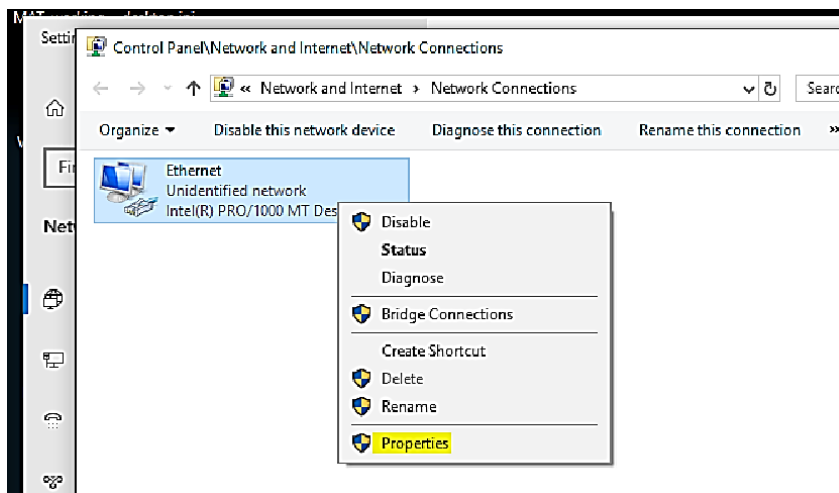 Settin
Control Panel\Network and Internet\Network Connections
« Network and Internet › Network Connections
Searc
Organize
Disable this network device
Diagnose this connection
Rename this connection
»
Fin
Ethernet
Unidentified network
Intel(R) PRO/1000 MT Des
Net
Disable
Status
Diagnose
Bridge Connections
Create Shortcut
Delete
Rename
Properties